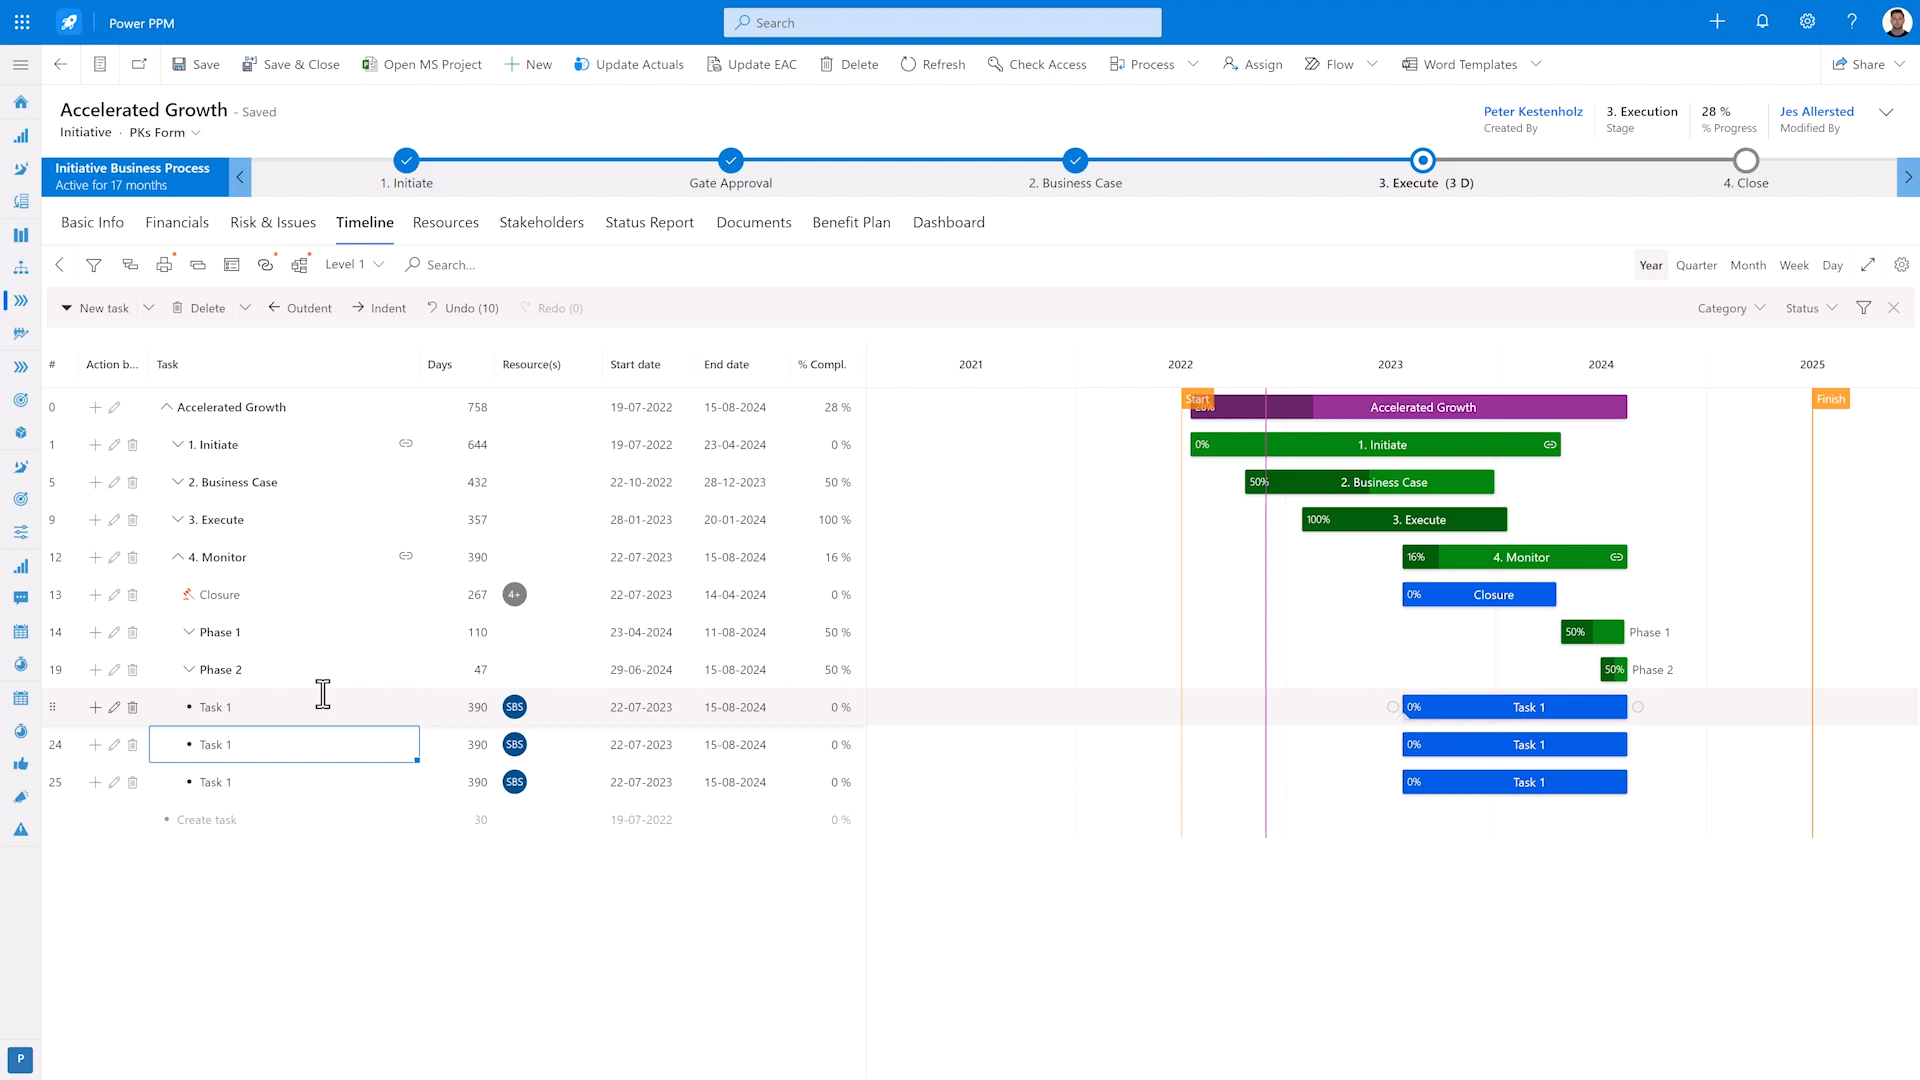 Power PPM
Search
Save
Save & Close
Open MS Project
New
Update Actuals
Update EAC
Delete
Refresh
Check Access
Process
Assign
Flow
Word Templates
Share
Accelerated Growth - Saved
Initiative · PKs Form
Peter Kestenholz
Created By
3. Execution
Stage
28 %
% Progress
Jes Allersted
Modified By
Initiative Business Process
Active for 17 months
1. Initiate
Gate Approval
2. Business Case
3. Execute (3 D)
4. Close
Basic Info
Financials
Risk & Issues
Timeline
Resources
Stakeholders
Status Report
Documents
Benefit Plan
Dashboard
Level 1
Search...
Year
Quarter
Month
Week
Day
New task
Delete
Outdent
Indent
Undo (10)
Redo (0)
Category
Status
# Action b... Task Days Resource(s) Start date End date % Compl. 2021 2022 2023 2024 2025
Start
Finish
0 Accelerated Growth 758 19-07-2022 15-08-2024 28 % 28% Accelerated Growth
1 1. Initiate 644 19-07-2022 23-04-2024 0 % 0% 1. Initiate
5 2. Business Case 432 22-10-2022 28-12-2023 50 % 50% 2. Business Case
9 3. Execute 357 28-01-2023 20-01-2024 100 % 100% 3. Execute
12 4. Monitor 390 22-07-2023 15-08-2024 16 % 16% 4. Monitor
13 Closure 267 4+ 22-07-2023 14-04-2024 0 % 0% Closure
14 Phase 1 110 23-04-2024 11-08-2024 50 % 50% Phase 1
19 Phase 2 47 29-06-2024 15-08-2024 50 % 50% Phase 2
• Task 1 390 SBS 22-07-2023 15-08-2024 0 % 0% Task 1
24 • Task 1 390 SBS 22-07-2023 15-08-2024 0 % 0% Task 1
25 • Task 1 390 SBS 22-07-2023 15-08-2024 0 % 0% Task 1
• Create task 30 19-07-2022 0 %
P